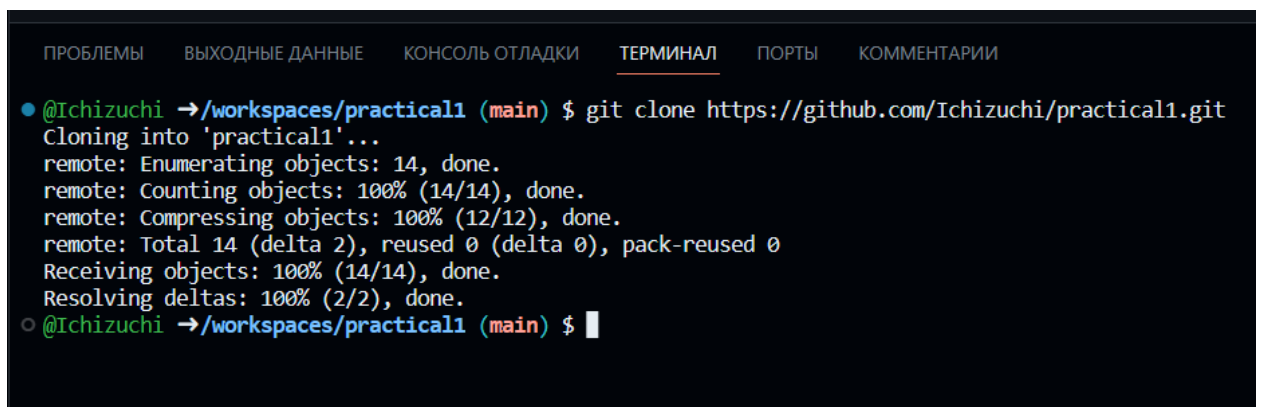 ПРОБЛЕМЫ ВЫХОДНЫЕ ДАННЫЕ КОНСОЛЬ ОТЛАДКИ ТЕРМИНАЛ ПОРТЫ КОММЕНТАРИИ
@Ichizuchi ➜/workspaces/practical1 (main) $ git clone https://github.com/Ichizuchi/practical1.git
Cloning into 'practical1'...
remote: Enumerating objects: 14, done.
remote: Counting objects: 100% (14/14), done.
remote: Compressing objects: 100% (12/12), done.
remote: Total 14 (delta 2), reused 0 (delta 0), pack-reused 0
Receiving objects: 100% (14/14), done.
Resolving deltas: 100% (2/2), done.
@Ichizuchi ➜/workspaces/practical1 (main) $